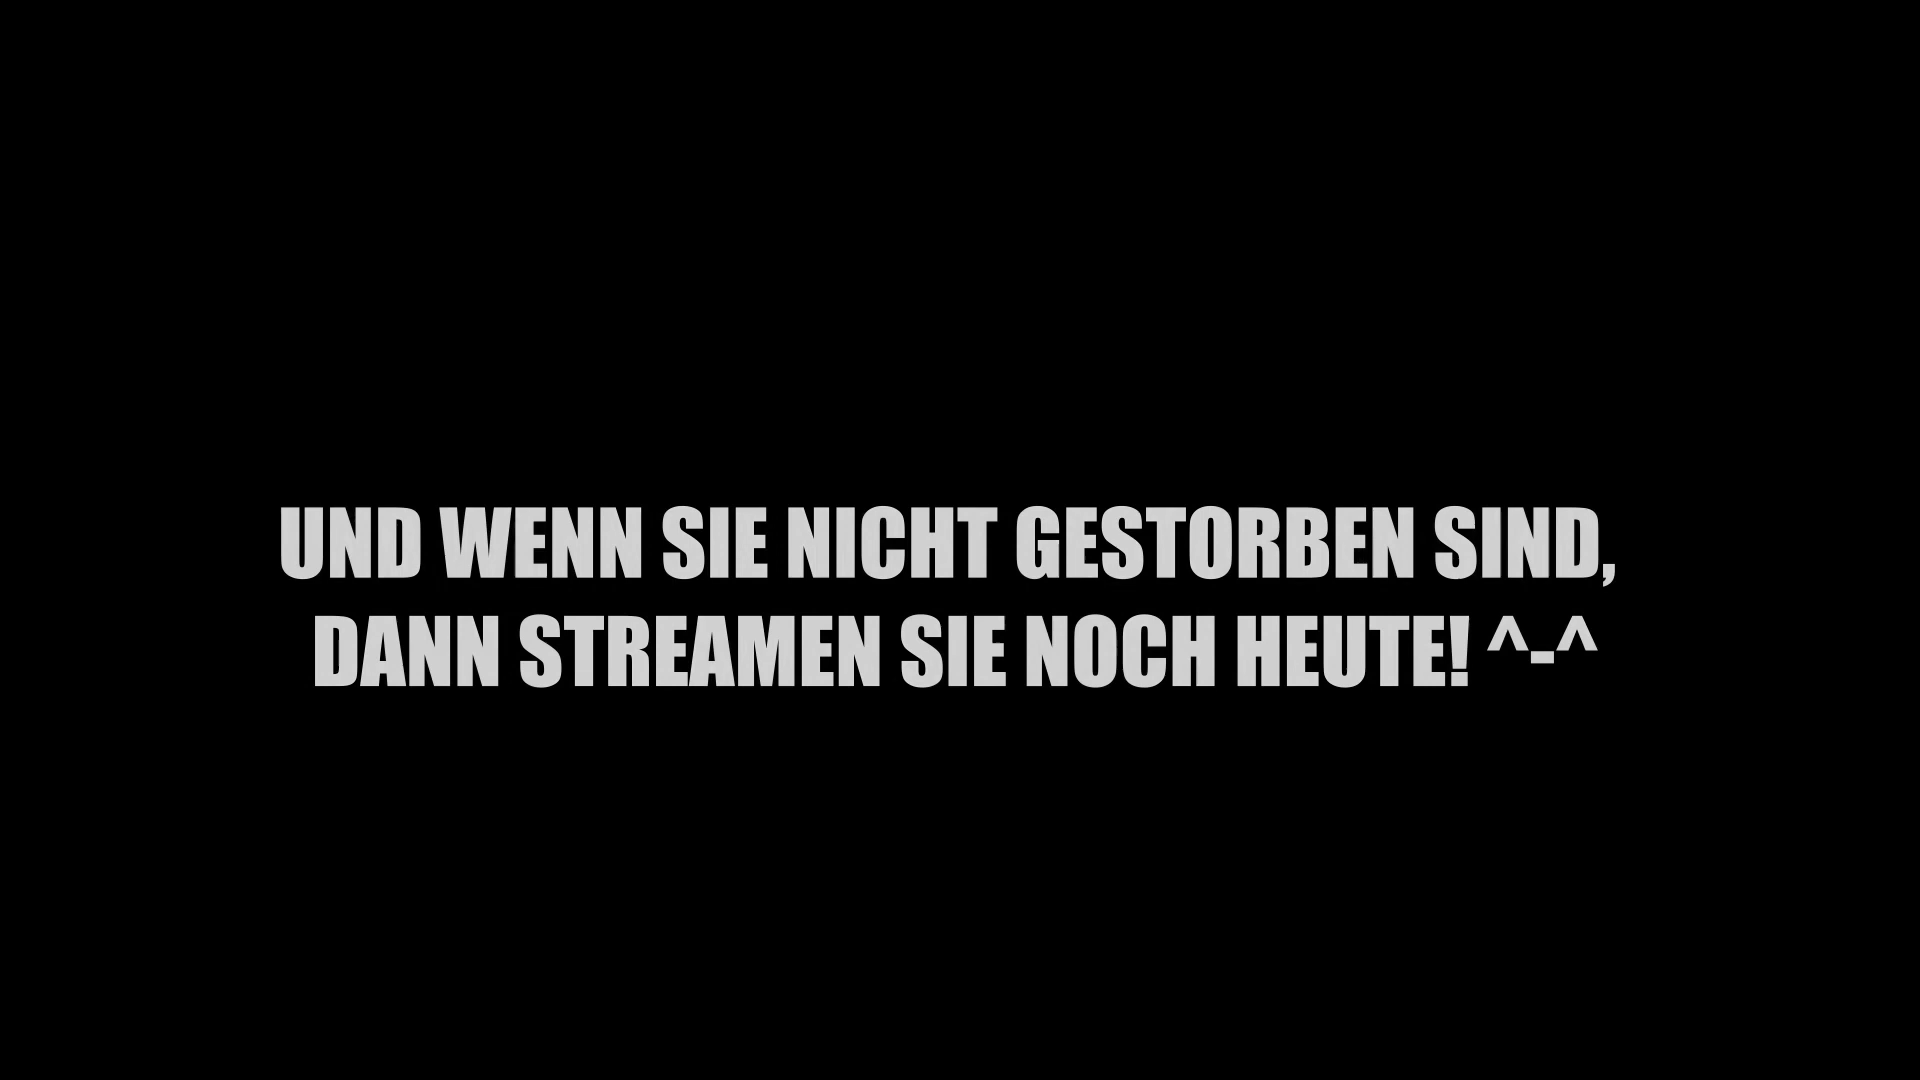 UND WENN SIE NICHT GESTORBEN SIND,
DANN STREAMEN SIE NOCH HEUTE! ^-^